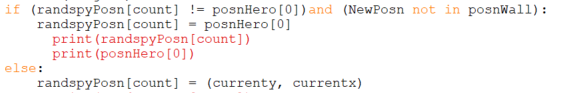 if (randspyPosn[count] != posnHero[0])and (NewPosn not in posnWall):
    randspyPosn[count] = posnHero[0]
      print(randspyPosn[count])
      print(posnHero[0])
else:
    randspyPosn[count] = (currenty, currentx)